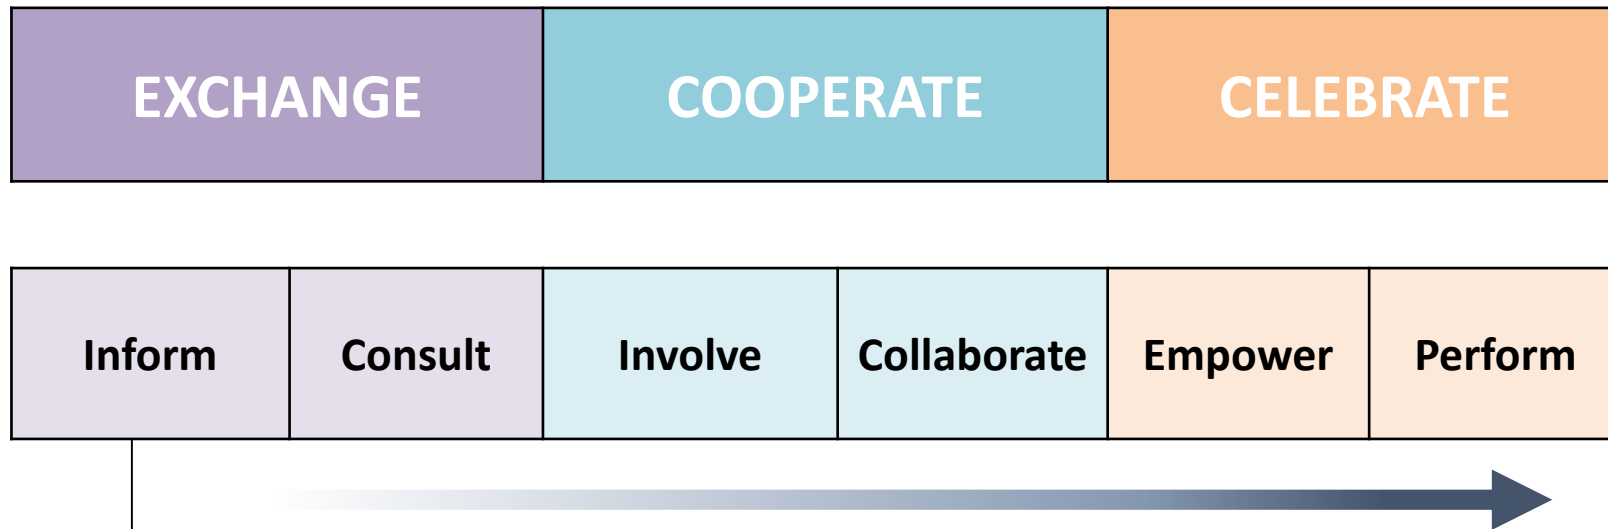 EXCHANGE COOPERATE CELEBRATE
Inform Consult Involve Collaborate Empower Perform